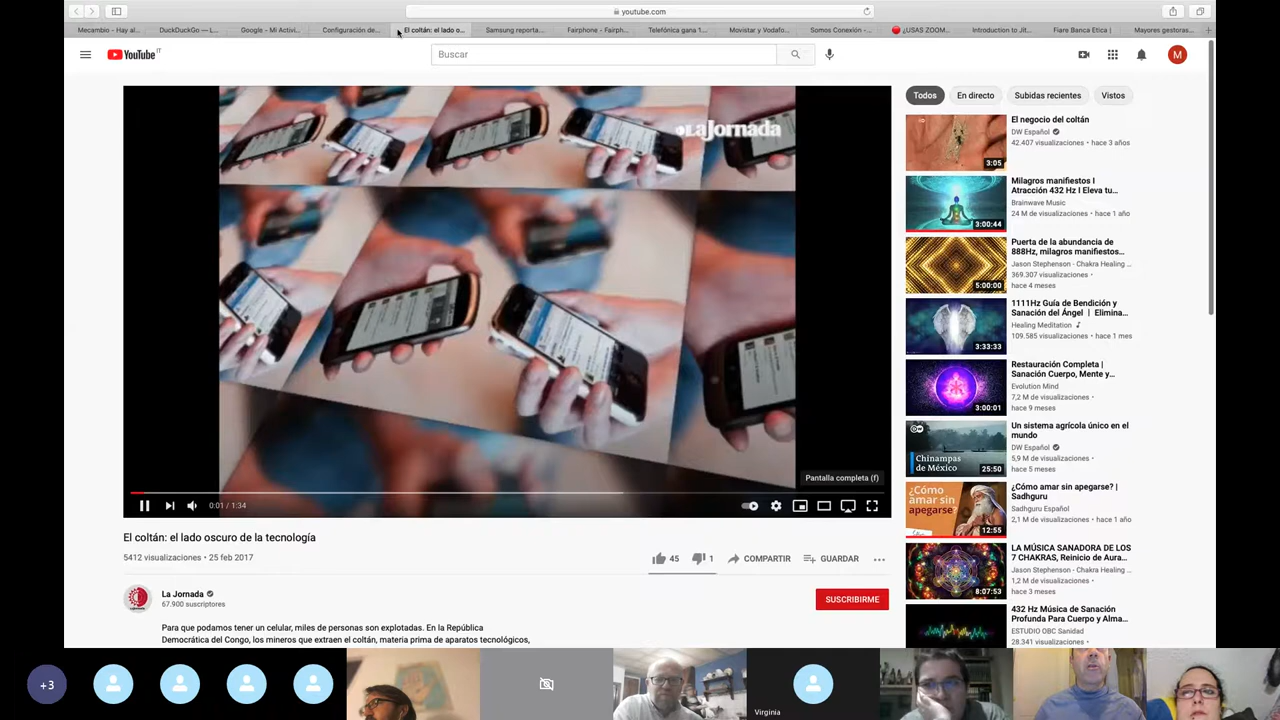 youtube.com
Mecambio - Hay al...
DuckDuckGo — L...
Google - Mi Activi...
Configuración de...
El coltán: el lado o...
Samsung reporta...
Fairphone - Fairph...
Telefónica gana 1....
Movistar y Vodafo...
Somos Conexión -...
¿USAS ZOOM...
Introduction to Jit...
Fiare Banca Etica |
Mayores gestoras...
YouTube IT
Buscar
M
La Jornada
Pantalla completa (f)
0:01 / 1:34
El coltán: el lado oscuro de la tecnología
5412 visualizaciones • 25 feb 2017
45
1
COMPARTIR
GUARDAR
La Jornada
67.900 suscriptores
SUSCRIBIRME
Para que podamos tener un celular, miles de personas son explotadas. En la República
Democrática del Congo, los mineros que extraen el coltán, materia prima de aparatos tecnológicos,
Todos
En directo
Subidas recientes
Vistos
3:05
El negocio del coltán
DW Español
42.407 visualizaciones • hace 3 años
3:00:44
Milagros manifiestos I
Atracción 432 Hz I Eleva tu...
Brainwave Music
24 M de visualizaciones • hace 1 año
5:00:00
Puerta de la abundancia de
888Hz, milagros manifiestos...
Jason Stephenson - Chakra Healing ...
369.307 visualizaciones •
hace 4 meses
3:33:33
1111Hz Guía de Bendición y
Sanación del Ángel | Elimina...
Healing Meditation
109.585 visualizaciones • hace 1 mes
3:00:01
Restauración Completa |
Sanación Cuerpo, Mente y...
Evolution Mind
7,2 M de visualizaciones •
hace 9 meses
Chinampas
de México
25:50
Un sistema agrícola único en el
mundo
DW Español
5,9 M de visualizaciones •
hace 5 meses
¿Cómo
amar sin
apegarse?
12:55
¿Cómo amar sin apegarse? |
Sadhguru
Sadhguru Español
2,1 M de visualizaciones • hace 1 año
8:07:53
LA MÚSICA SANADORA DE LOS
7 CHAKRAS, Reinicio de Aura...
Jason Stephenson - Chakra Healing ...
1,2 M de visualizaciones •
hace 3 meses
432 Hz Música de Sanación
Profunda Para Cuerpo y Alma...
ESTUDIO OBC Sanidad
28.341 visualizaciones •
+3
Virginia